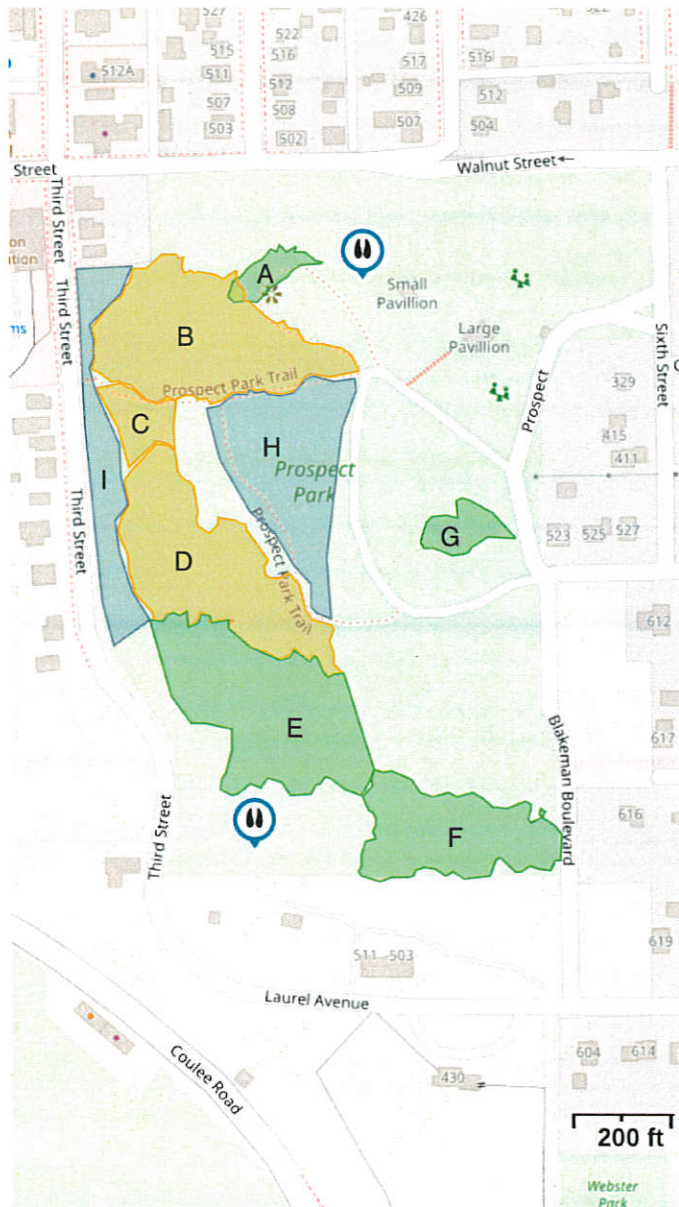 527
426
522
515
516
517
516
512A
511
512
509
512
507
508
503
507
504
502
Street
Walnut Street←
Third Street
A
Small
Pavillion
Third Street
Large
Pavillion
B
Sixth Street
ms
Prospect Park Trail
Prospect
329
C
H
415
411
Prospect
Park
I
Third Street
Prospect Park Trail
G
523
525
527
D
612
E
Blakeman Boulevard
617
Third Street
F
616
619
511
503
Laurel Avenue
Coulee Road
604
614
430
200 ft
Webster
Park